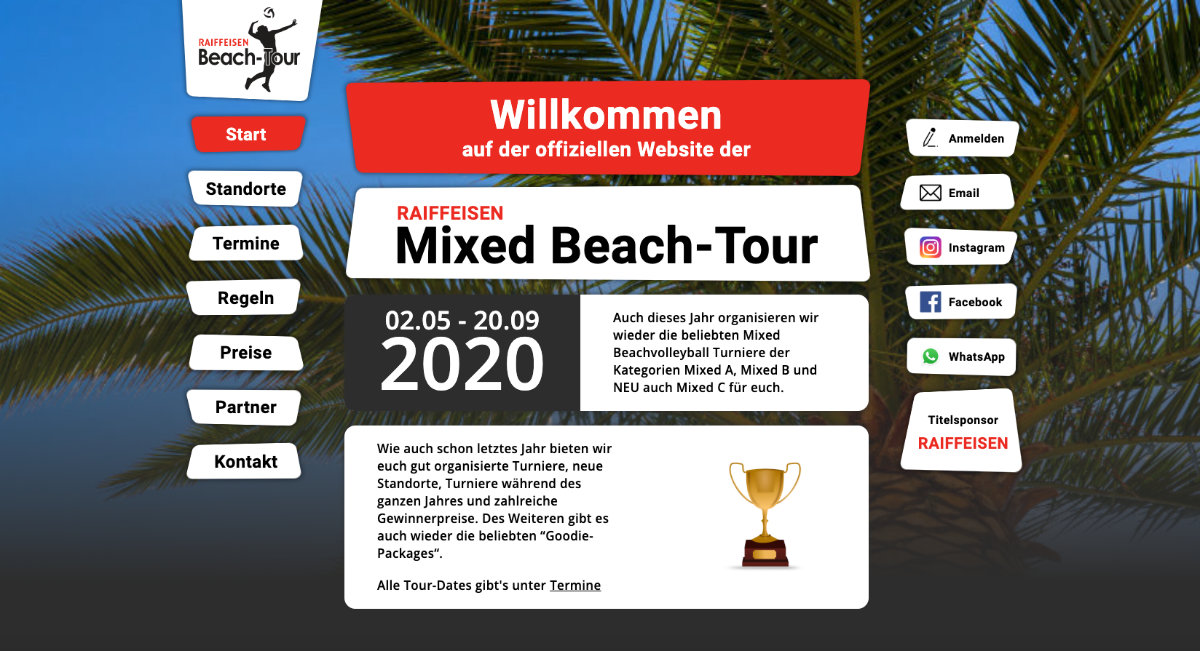 RAIFFEISEN
Beach-Tour
Start
Standorte
Termine
Regeln
Preise
Partner
Kontakt
Willkommen
auf der offiziellen Website der
RAIFFEISEN
Mixed Beach-Tour
02.05 - 20.09
2020
Auch dieses Jahr organisieren wir
wieder die beliebten Mixed
Beachvolleyball Turniere der
Kategorien Mixed A, Mixed B und
NEU auch Mixed C für euch.
Wie auch schon letztes Jahr bieten wir
euch gut organisierte Turniere, neue
Standorte, Turniere während des
ganzen Jahres und zahlreiche
Gewinnerpreise. Des Weiteren gibt es
auch wieder die beliebten “Goodie-
Packages“.
Alle Tour-Dates gibt's unter Termine
Anmelden
Email
Instagram
Facebook
WhatsApp
Titelsponsor
RAIFFEISEN